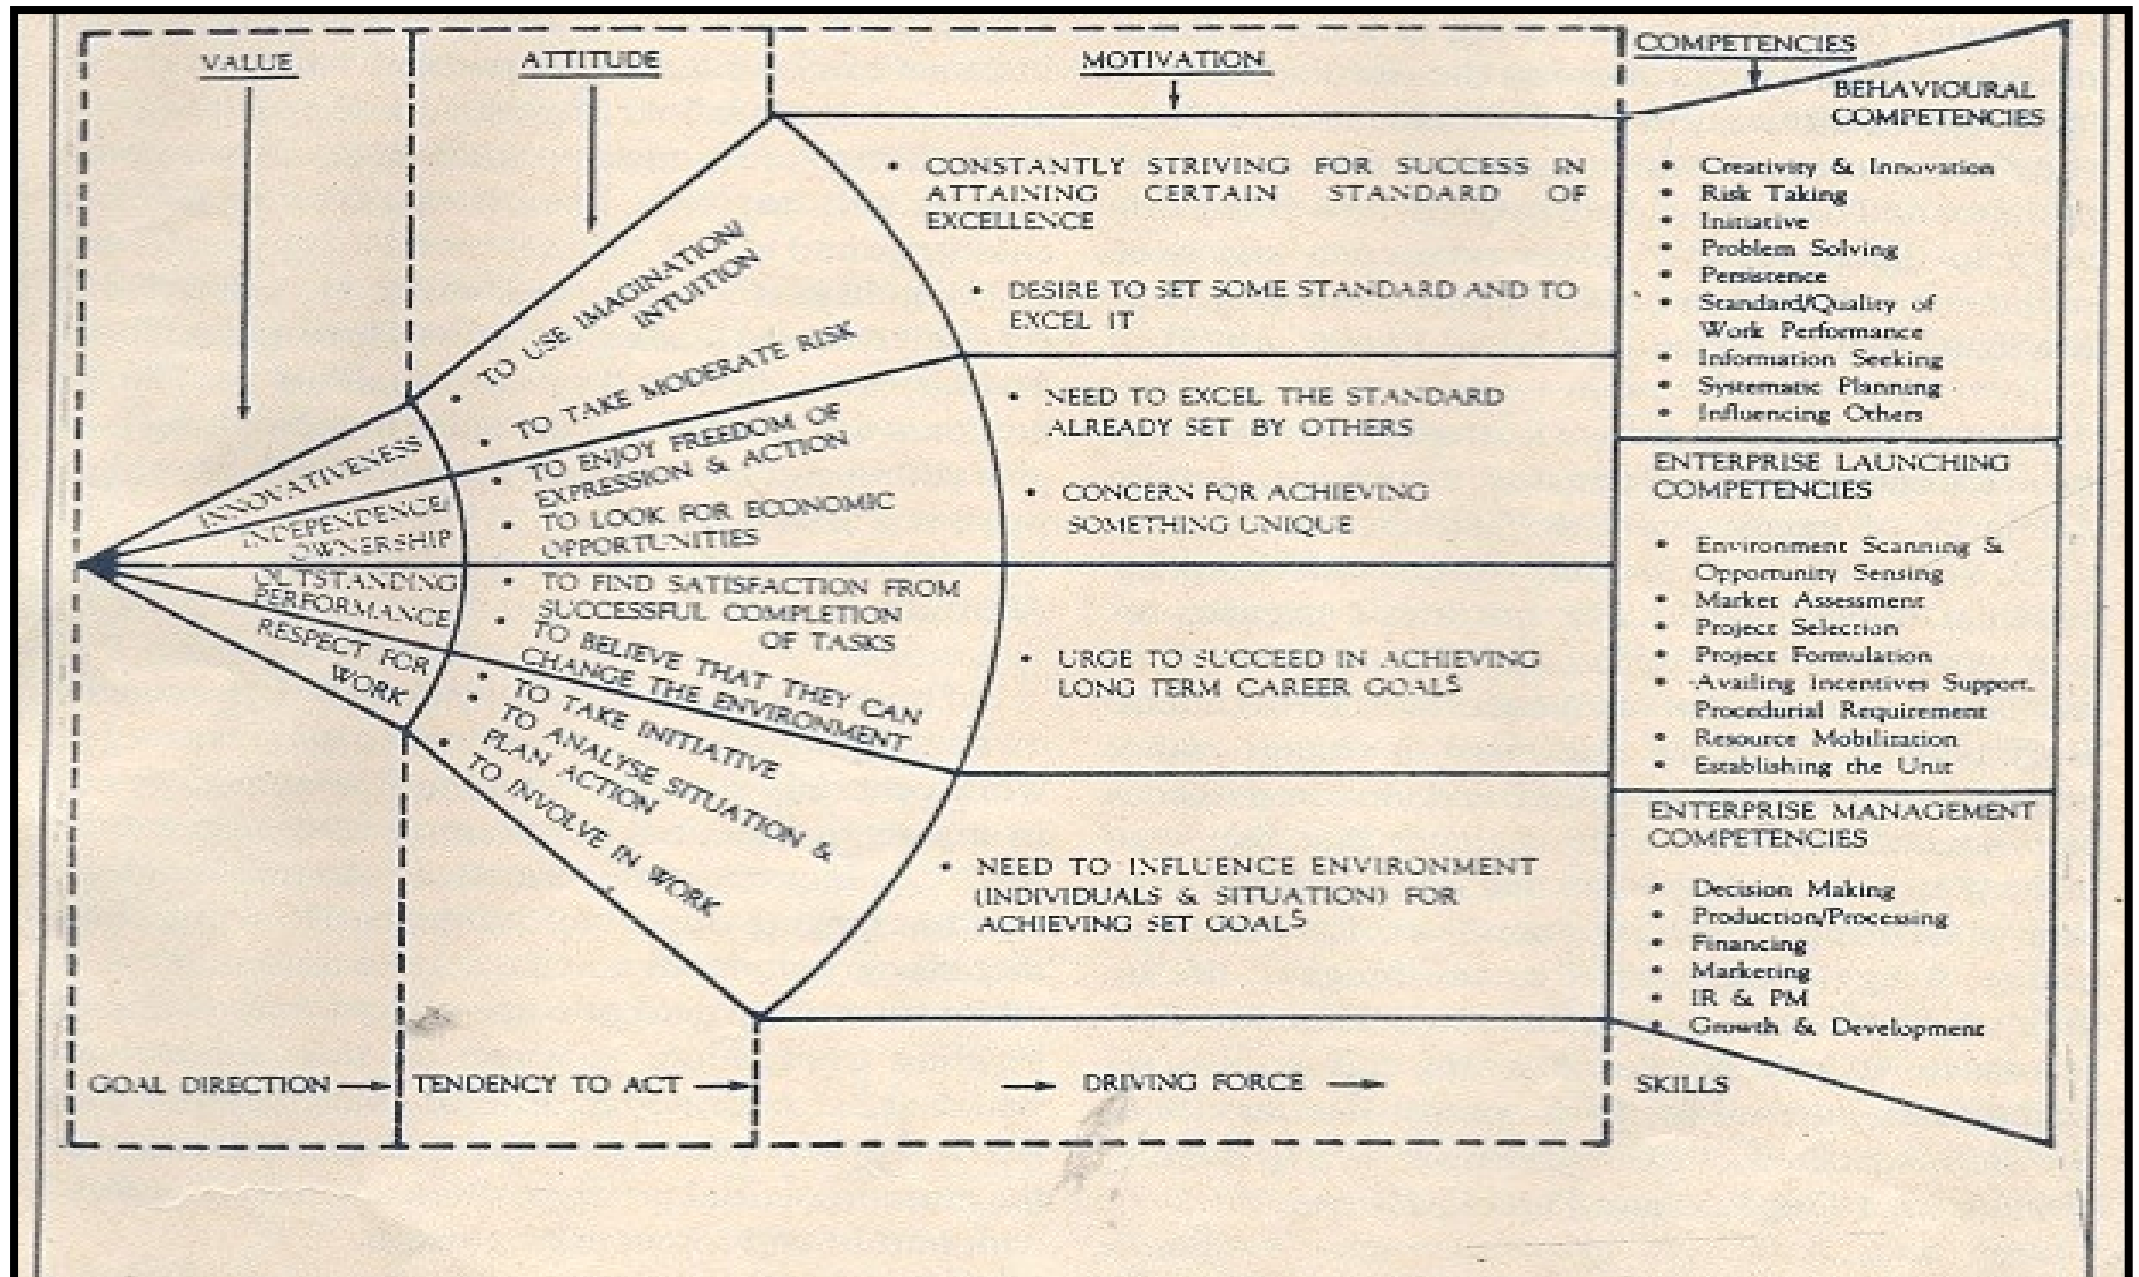 VALUE
ATTITUDE
MOTIVATION
COMPETENCIES
INNOVATIVENESS
INDEPENDENCE/
OWNERSHIP
OUTSTANDING
PERFORMANCE
RESPECT FOR
WORK
• TO USE IMAGINATION/
INTUITION
• TO TAKE MODERATE RISK
• TO ENJOY FREEDOM OF
EXPRESSION & ACTION
• TO LOOK FOR ECONOMIC
OPPORTUNITIES
• TO FIND SATISFACTION FROM
SUCCESSFUL COMPLETION
OF TASKS
• TO BELIEVE THAT THEY CAN
CHANGE THE ENVIRONMENT
• TO TAKE INITIATIVE
• TO ANALYSE SITUATION &
PLAN ACTION
• TO INVOLVE IN WORK
• CONSTANTLY STRIVING FOR SUCCESS IN
ATTAINING CERTAIN STANDARD OF
EXCELLENCE
• DESIRE TO SET SOME STANDARD AND TO
EXCEL IT
• NEED TO EXCEL THE STANDARD
ALREADY SET BY OTHERS
• CONCERN FOR ACHIEVING
SOMETHING UNIQUE
• URGE TO SUCCEED IN ACHIEVING
LONG TERM CAREER GOALS
• NEED TO INFLUENCE ENVIRONMENT
(INDIVIDUALS & SITUATION) FOR
ACHIEVING SET GOALS
BEHAVIOURAL
COMPETENCIES
• Creativity & Innovation
• Risk Taking
• Initiative
• Problem Solving
• Persistence
• Standard/Quality of
Work Performance
• Information Seeking
• Systematic Planning
• Influencing Others
ENTERPRISE LAUNCHING
COMPETENCIES
• Environment Scanning &
Opportunity Sensing
• Market Assessment
• Project Selection
• Project Formulation
• Availing Incentives Support.
Procedurial Requirement
• Resource Mobilization
• Establishing the Unit
ENTERPRISE MANAGEMENT
COMPETENCIES
• Decision Making
• Production/Processing
• Financing
• Marketing
• IR & PM
• Growth & Development
GOAL DIRECTION
TENDENCY TO ACT
DRIVING FORCE
SKILLS